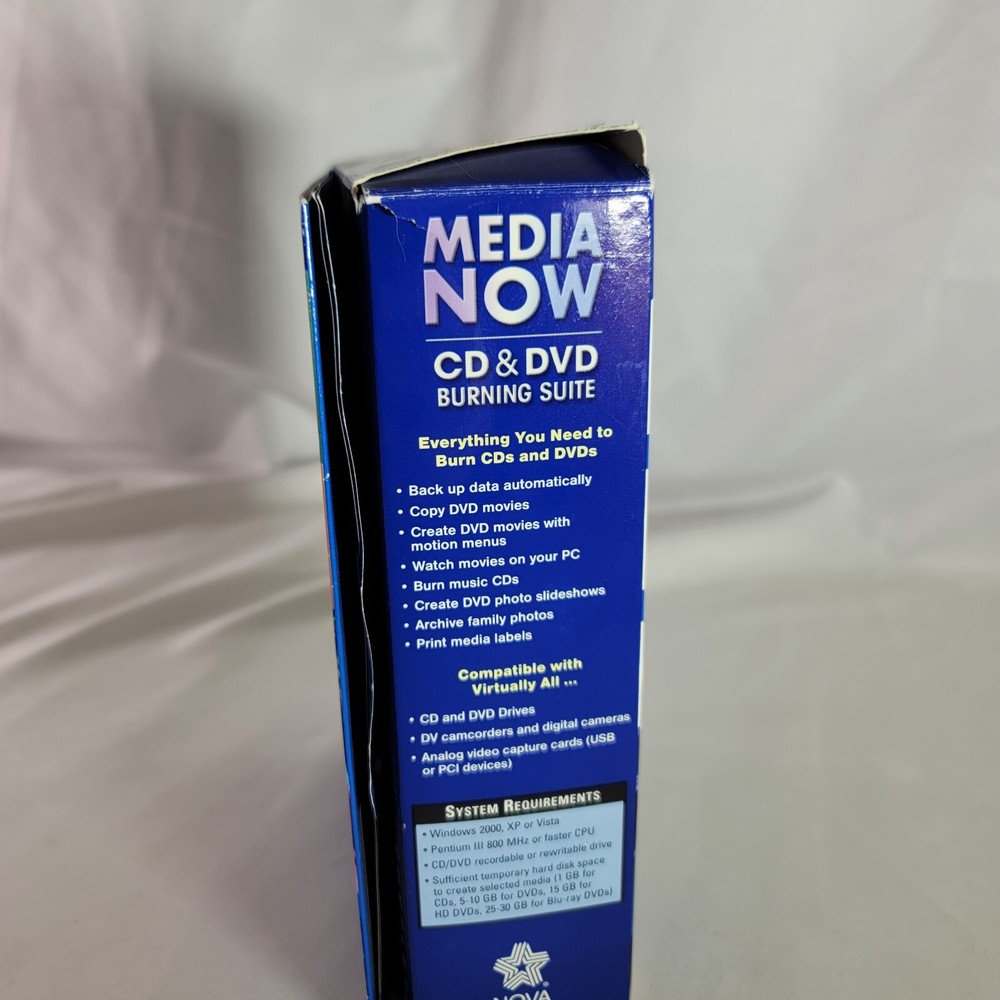 MEDIA
NOW
CD & DVD
BURNING SUITE
Everything You Need to
Burn CDs and DVDs
• Back up data automatically
• Copy DVD movies
• Create DVD movies with
motion menus
• Watch movies on your PC
• Burn music CDs
• Create DVD photo slideshows
• Archive family photos
• Print media labels
Compatible with
Virtually All ...
• CD and DVD Drives
• DV camcorders and digital cameras
• Analog video capture cards (USB
or PCI devices)
SYSTEM REQUIREMENTS
• Windows 2000, XP or Vista
• Pentium III 800 MHz or faster CPU
• CD/DVD recordable or rewritable drive
• Sufficient temporary hard disk space
to create selected media (1 GB for
CDs, 5-10 GB for DVDs, 15 GB for
HD DVDs, 25-30 GB for Blu-ray DVDs)
®
NOVA